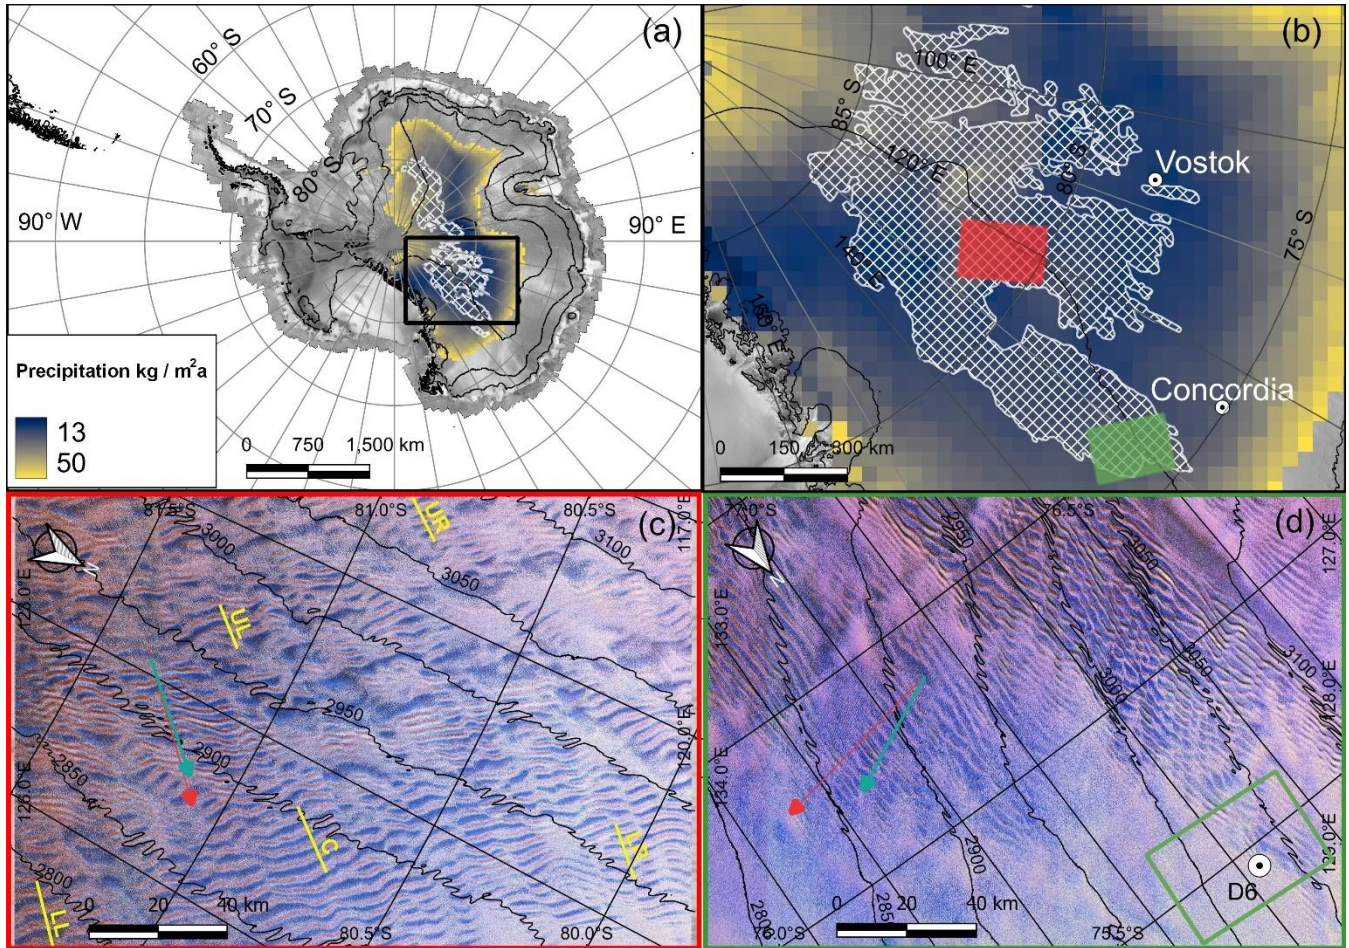 (a)
60° S
70° S
80° S
90° W
90° E
Precipitation kg / m²a
13
50
0 750 1,500 km
(b)
100° E
85° S
120° E
80° S
Vostok
140° E
75° S
160° E
Concordia
0 150 300 km
(c)
81.5°S
81.0°S
80.5°S
117.0°E
UR
3000
3100
3050
123.0°E
UL
2950
120.0°E
2900
2850
126.0°E
C
LR
2800
LL
0 20 40 km
80.5°S
80.0°S
N
(d)
77.0°S
76.5°S
127.0°E
2950
3050
133.0°E
N
3050
3100
128.0°E
3000
134.0°E
129.0°E
2900
D6
0 20 40 km
76.0°S
75.5°S